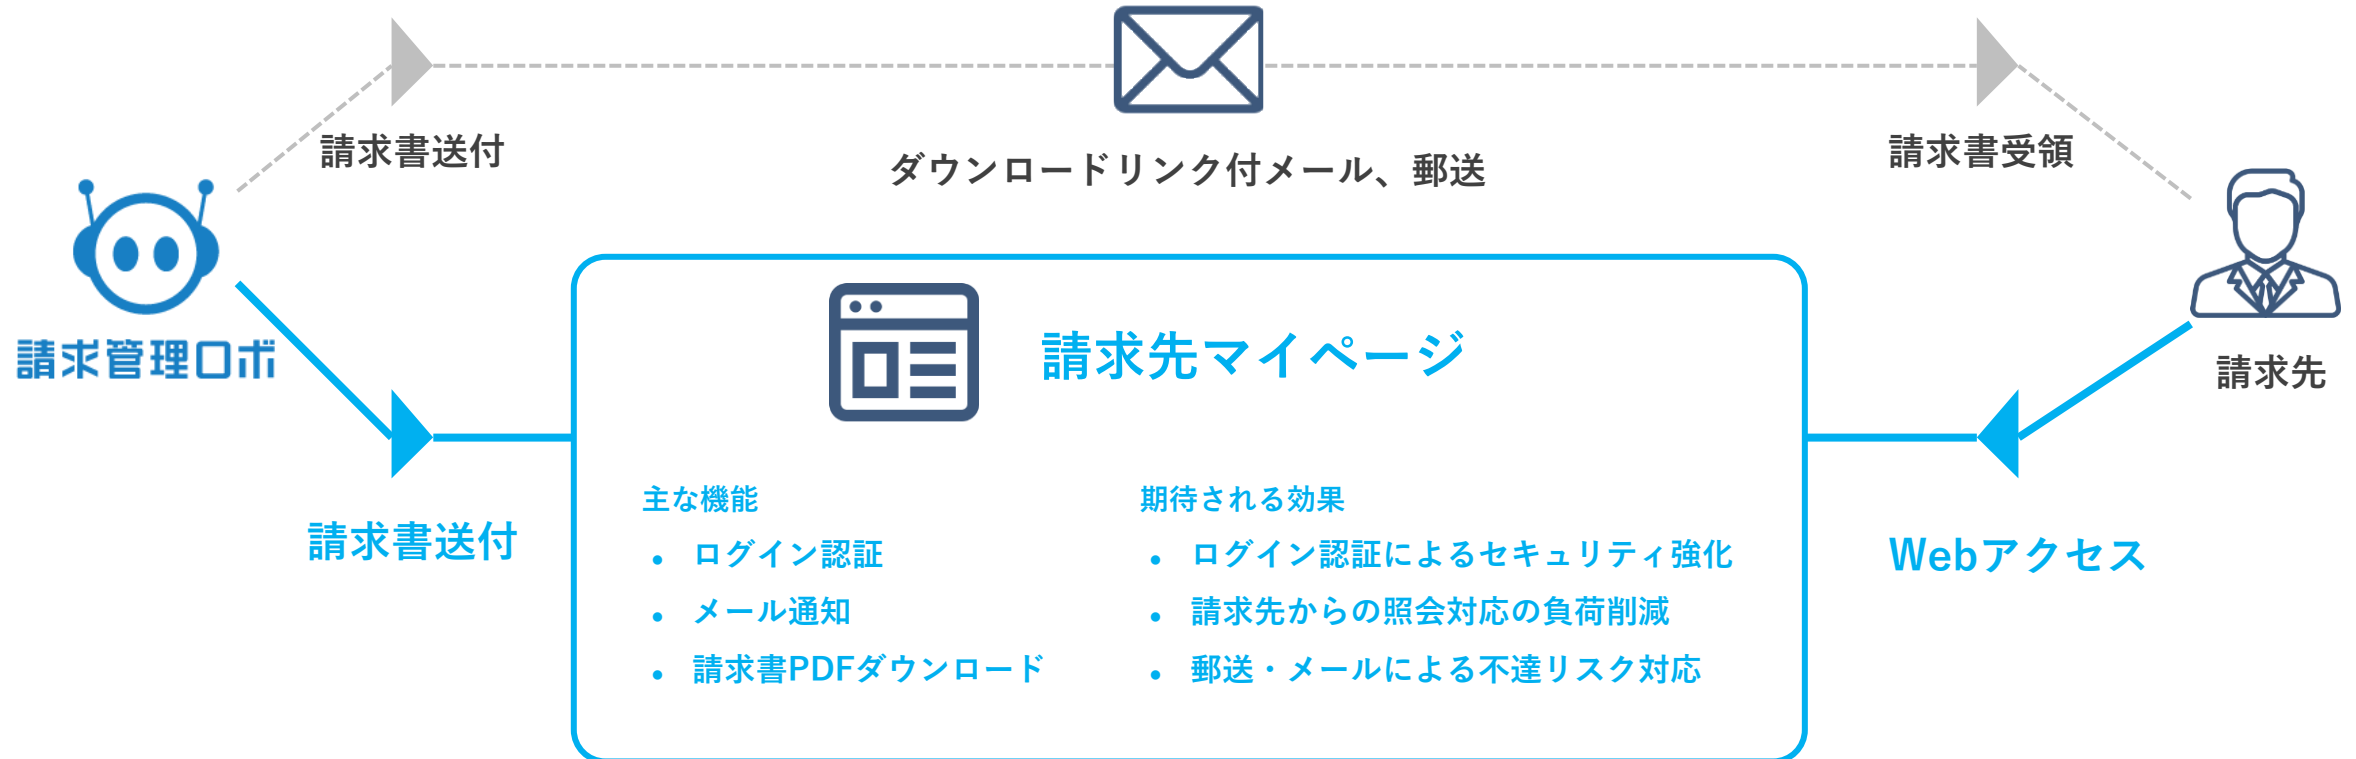 請求書送付
ダウンロードリンク付メール、郵送
請求書受領
請求管理ロボ
請求先マイページ
請求先
主な機能
• ログイン認証
• メール通知
• 請求書PDFダウンロード
期待される効果
• ログイン認証によるセキュリティ強化
• 請求先からの照会対応の負荷削減
• 郵送・メールによる不達リスク対応
請求書送付
Webアクセス